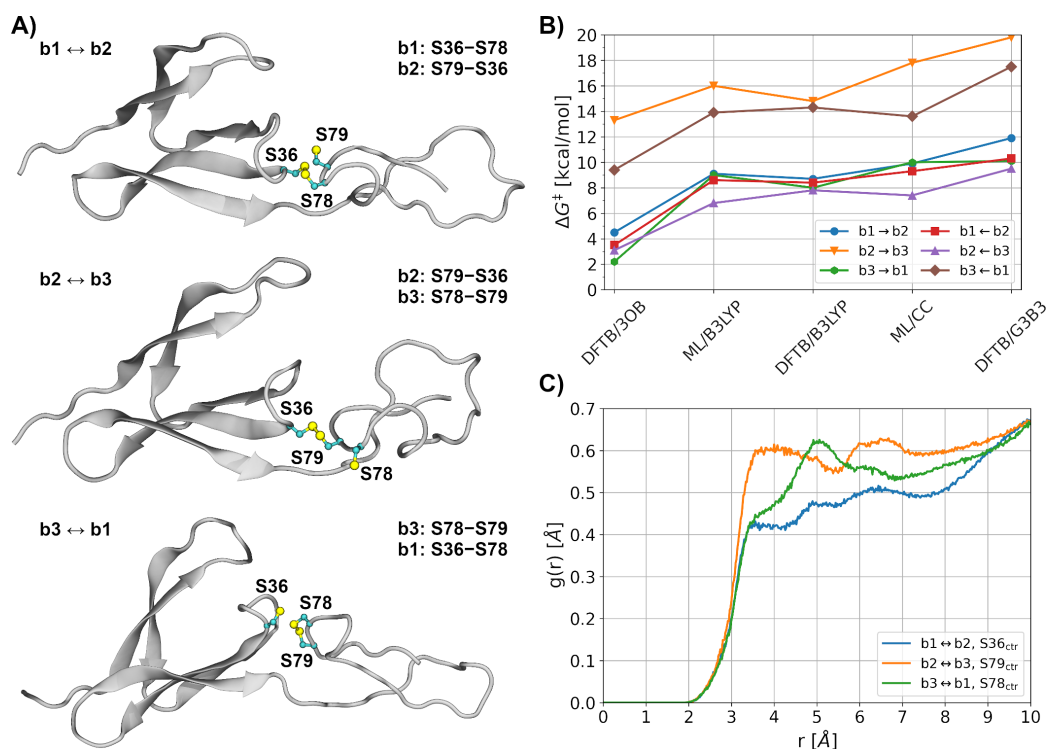 A)
b1 ↔ b2
b1: S36−S78
b2: S79−S36
S79
S36
S78
b2 ↔ b3
b2: S79−S36
b3: S78−S79
S36
S79
S78
b3 ↔ b1
b3: S78−S79
b1: S36−S78
S36
S78
S79
B)
ΔG‡ [kcal/mol]
20
18
16
14
12
10
8
6
4
2
0
b1→b2
b2→b3
b3→b1
b1←b2
b2←b3
b3←b1
DFTB/3OB
ML/B3LYP
DFTB/B3LYP
ML/CC
DFTB/G3B3
C)
g(r) [Å]
0.7
0.6
0.5
0.4
0.3
0.2
0.1
0.0
b1↔b2, S36ctr
b2↔b3, S79ctr
b3↔b1, S78ctr
0 1 2 3 4 5 6 7 8 9 10
r [Å]